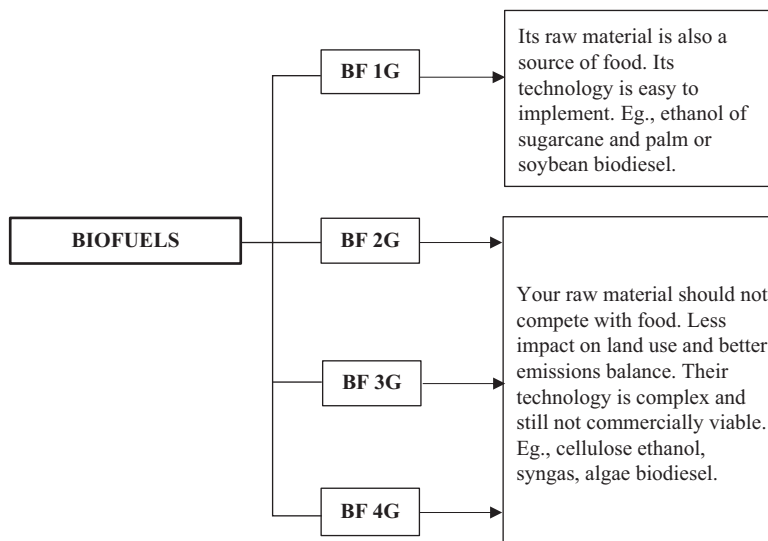 BF 1G
Its raw material is also a
source of food. Its
technology is easy to
implement. Eg., ethanol of
sugarcane and palm or
soybean biodiesel.
BIOFUELS
BF 2G
Your raw material should not
compete with food. Less
impact on land use and better
emissions balance. Their
technology is complex and
still not commercially viable.
Eg., cellulose ethanol,
syngas, algae biodiesel.
BF 3G
BF 4G